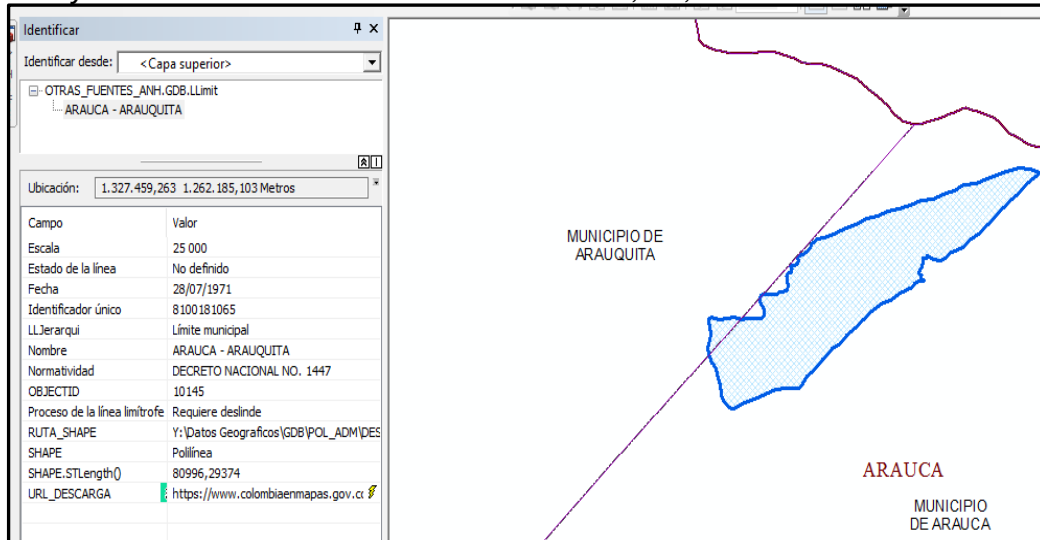 Identificar
Identificar desde: <Capa superior>
OTRAS_FUENTES_ANH.GDB.LLimit
ARAUCA - ARAUQUITA
Ubicación: 1.327.459,263 1.262.185,103 Metros
Campo Valor
Escala 25 000
Estado de la línea No definido
Fecha 28/07/1971
Identificador único 8100181065
LLJerarqui Límite municipal
Nombre ARAUCA - ARAUQUITA
Normatividad DECRETO NACIONAL NO. 1447
OBJECTID 10145
Proceso de la línea limítrofe Requiere deslinde
RUTA_SHAPE Y:\Datos Geograficos\GDB\POL_ADM\DES
SHAPE Polilínea
SHAPE.STLength() 80996,29374
URL_DESCARGA https://www.colombiaenmapas.gov.cc
MUNICIPIO DE
ARAUQUITA
ARAUCA
MUNICIPIO
DE ARAUCA